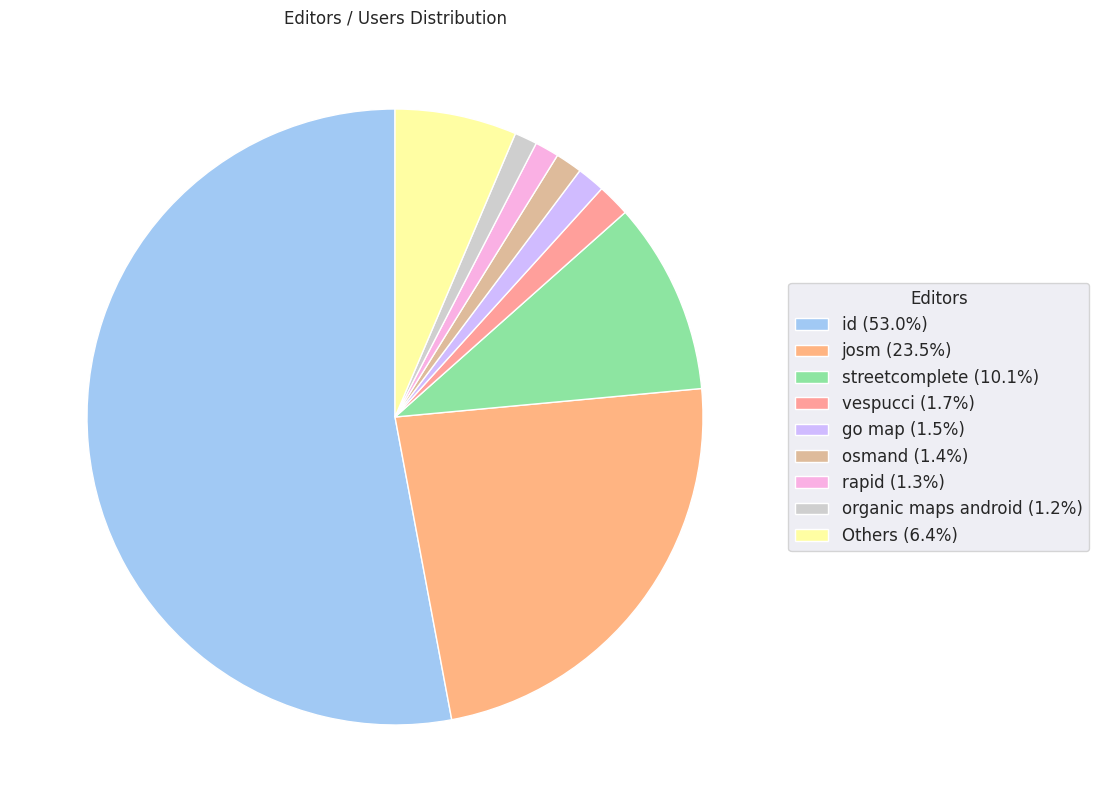 Editors / Users Distribution
Editors
id (53.0%)
josm (23.5%)
streetcomplete (10.1%)
vespucci (1.7%)
go map (1.5%)
osmand (1.4%)
rapid (1.3%)
organic maps android (1.2%)
Others (6.4%)